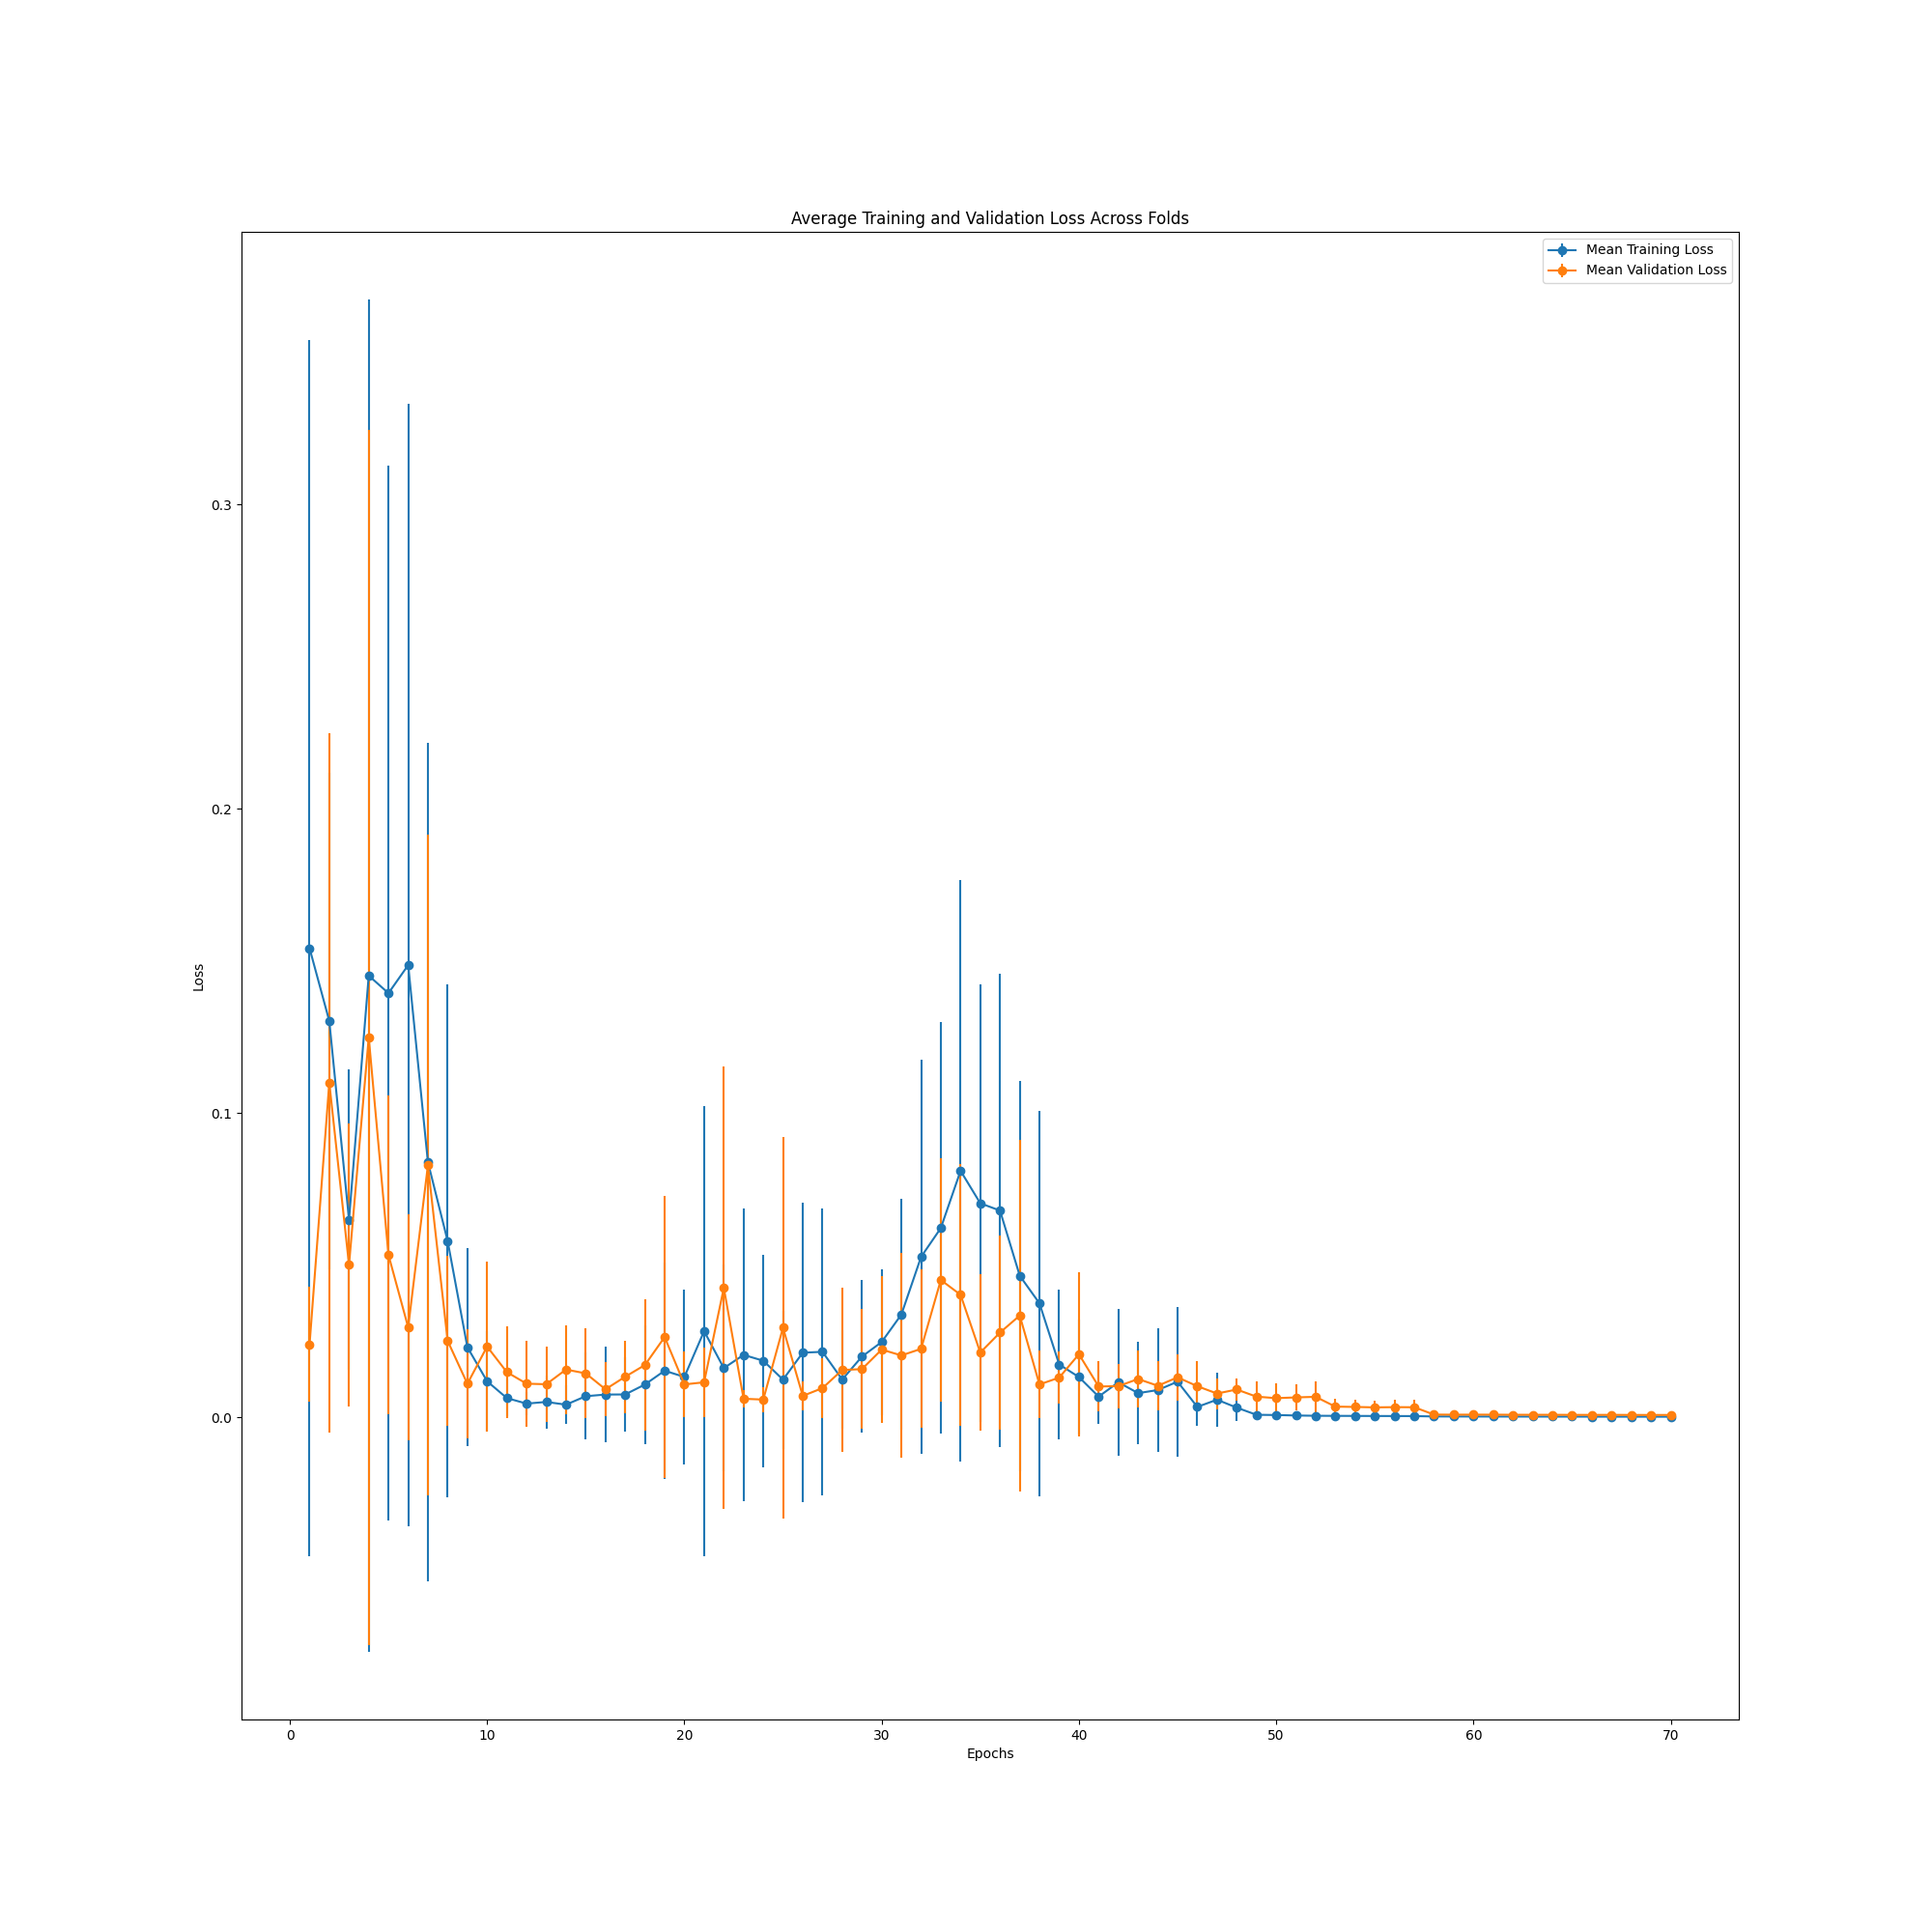 Average Training and Validation Loss Across Folds
Mean Training Loss
Mean Validation Loss
Loss
0.3
0.2
0.1
0.0
0 10 20 30 40 50 60 70
Epochs